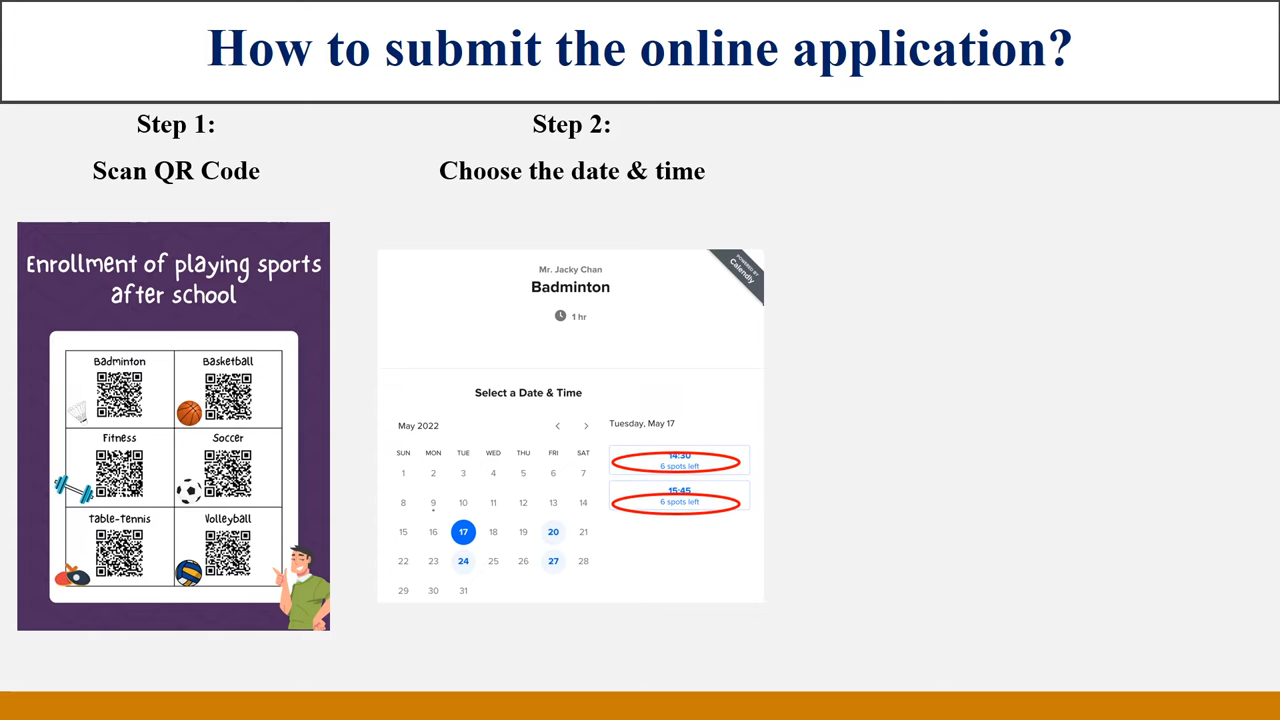 How to submit the online application?
Step 1:
Scan QR Code
Step 2:
Choose the date & time
Enrollment of playing sports
after school
Badminton
Basketball
Fitness
Soccer
Table-Tennis
Volleyball
Mr. Jacky Chan
Badminton
1 hr
POWERED BY
Calendly
Select a Date & Time
May 2022
< >
SUN MON TUE WED THU FRI SAT
1 2 3 4 5 6 7
8 9 10 11 12 13 14
15 16 17 18 19 20 21
22 23 24 25 26 27 28
29 30 31
Tuesday, May 17
14:30
6 spots left
15:45
6 spots left